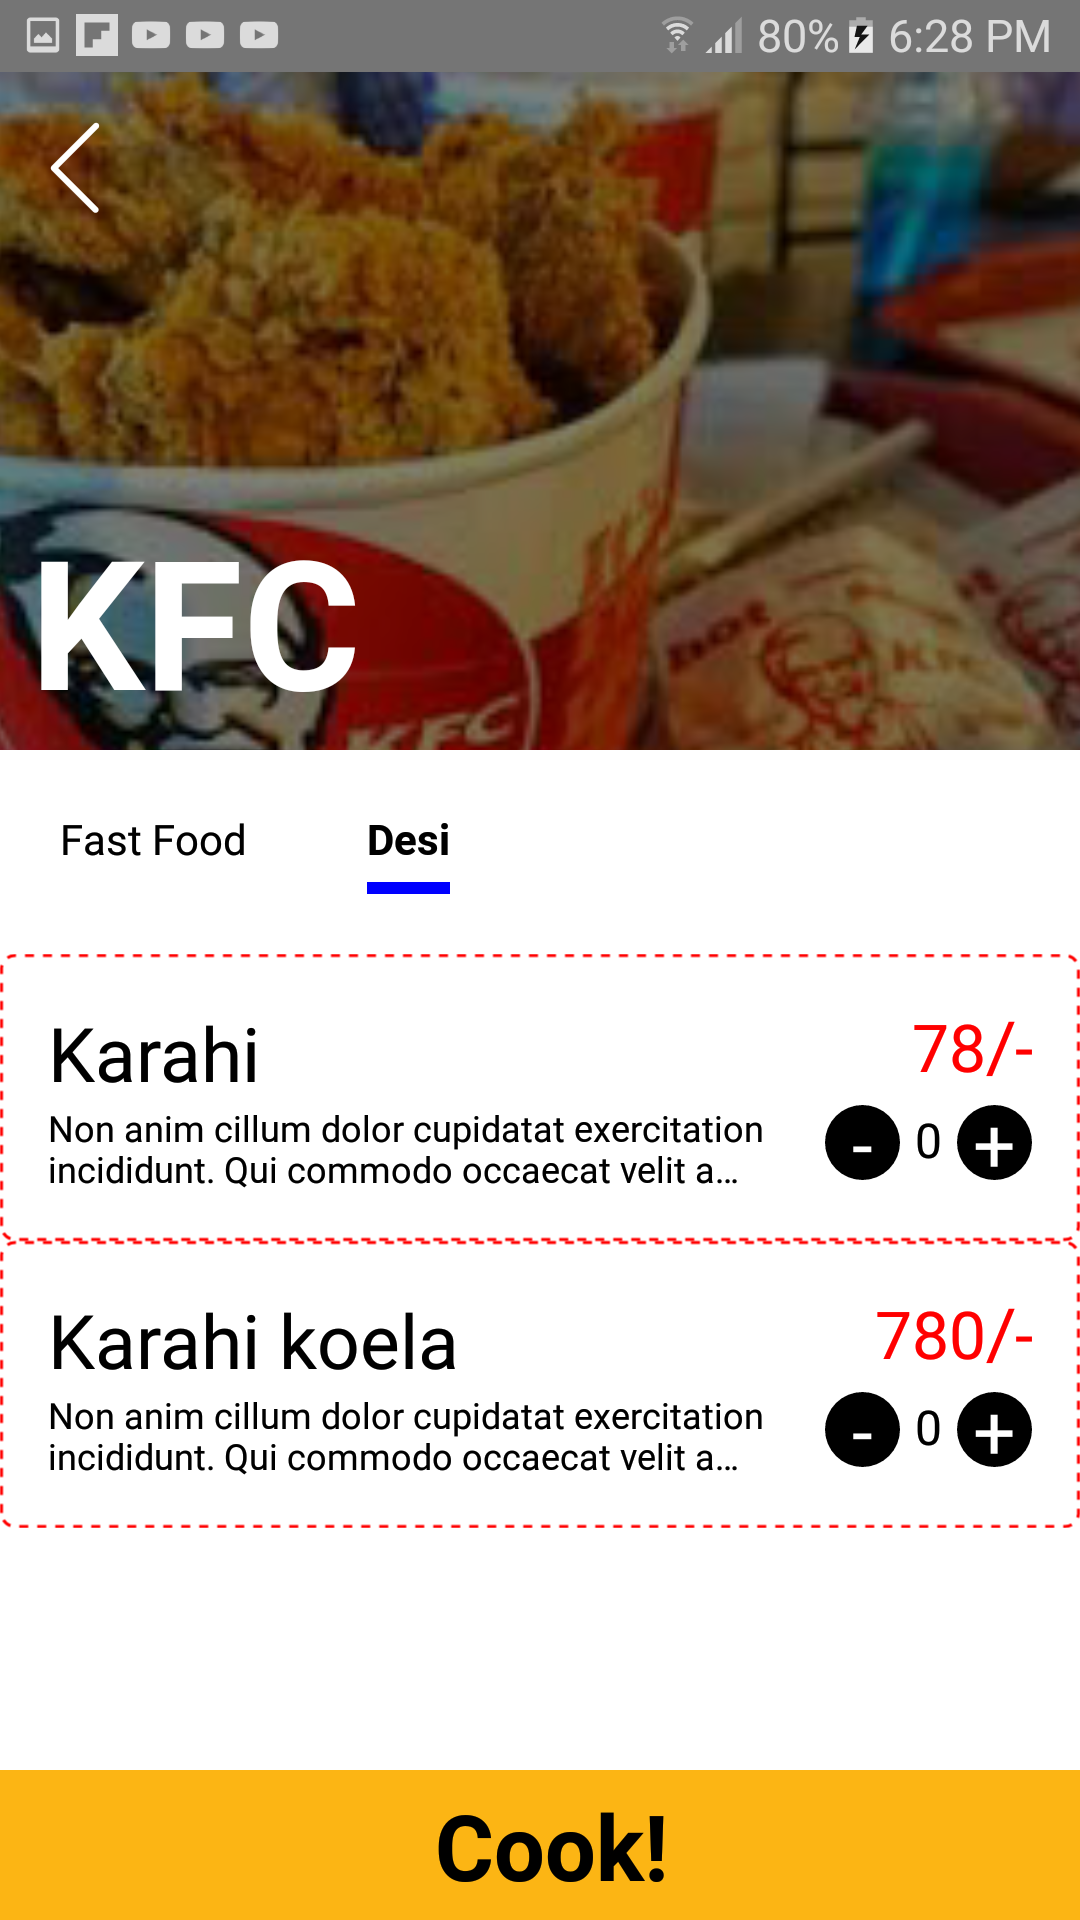 80% 6:28 PM
KFC
KFC
Fast Food Desi
Karahi 78/-
Non anim cillum dolor cupidatat exercitation
incididunt. Qui commodo occaecat velit a...
- 0 +
Karahi koela 780/-
Non anim cillum dolor cupidatat exercitation
incididunt. Qui commodo occaecat velit a...
- 0 +
Cook!